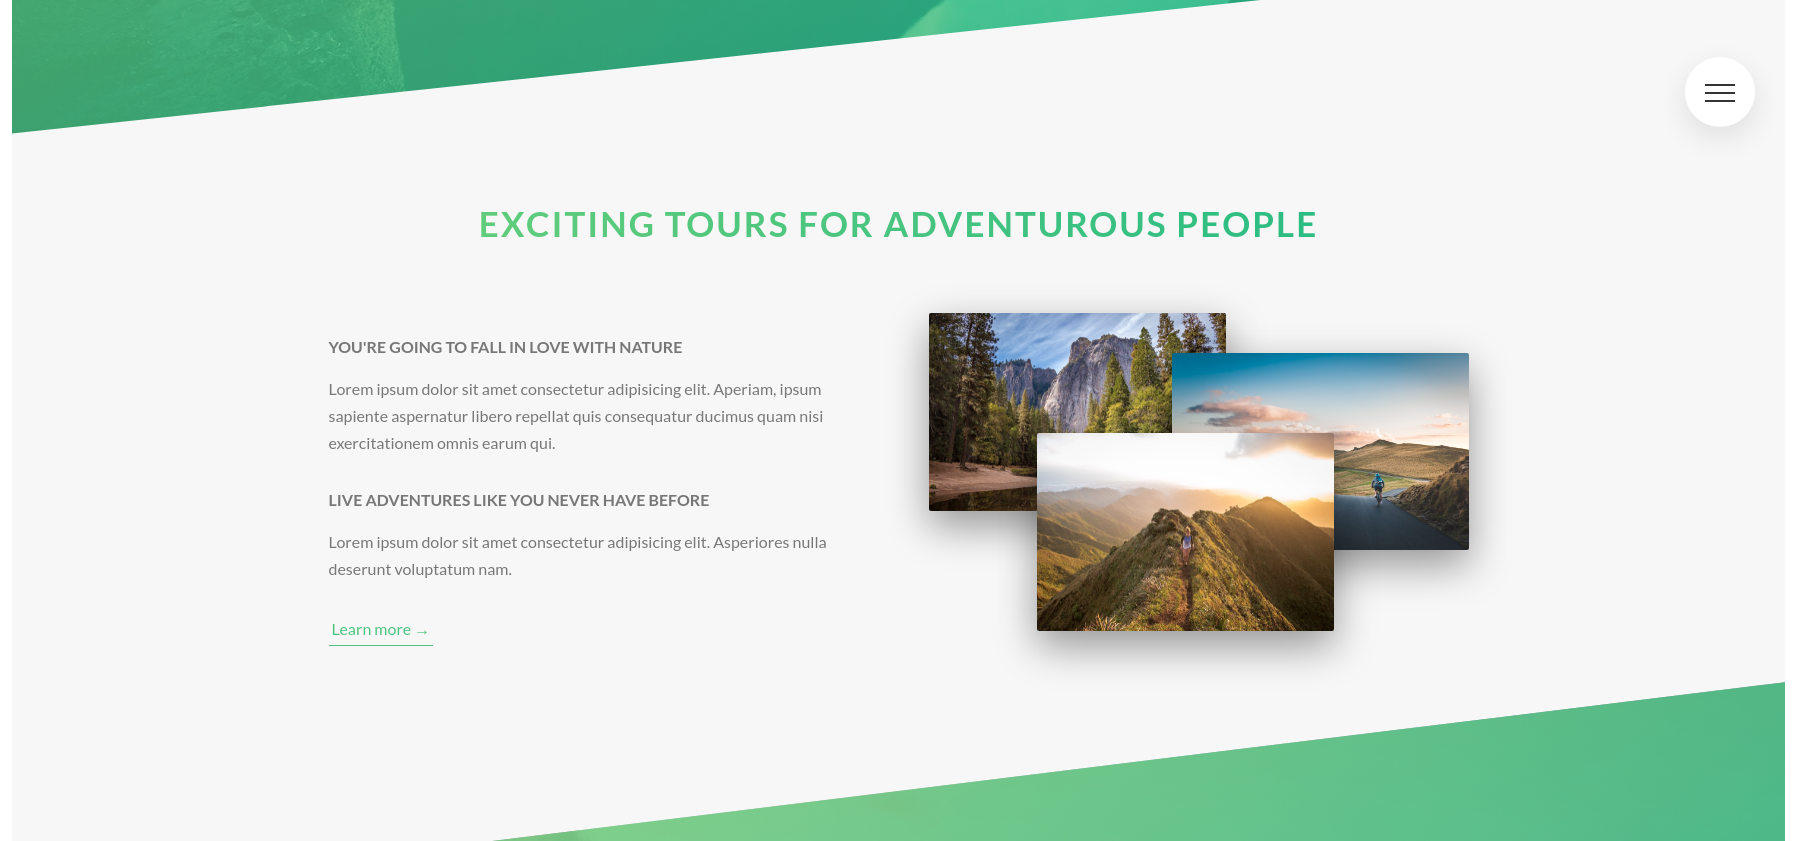 EXCITING TOURS FOR ADVENTUROUS PEOPLE
YOU'RE GOING TO FALL IN LOVE WITH NATURE
Lorem ipsum dolor sit amet consectetur adipisicing elit. Aperiam, ipsum
sapiente aspernatur libero repellat quis consequatur ducimus quam nisi
exercitationem omnis earum qui.
LIVE ADVENTURES LIKE YOU NEVER HAVE BEFORE
Lorem ipsum dolor sit amet consectetur adipisicing elit. Asperiores nulla
deserunt voluptatum nam.
Learn more →